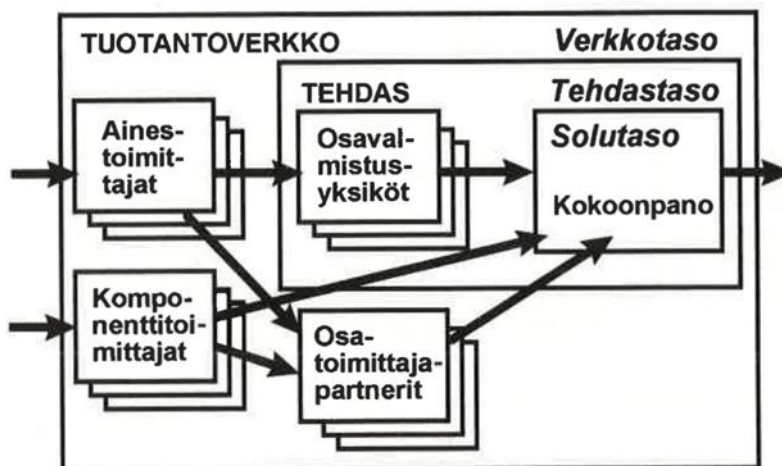 TUOTANTOVERKKO
Verkkotaso
TEHDAS
Tehdastaso
Aines-
toimit-
tajat
Osaval-
mistus-
yksiköt
Solutaso
Kokoonpano
Kompo-
nenttitoi-
mittajat
Osa-
toimittaja-
partnerit